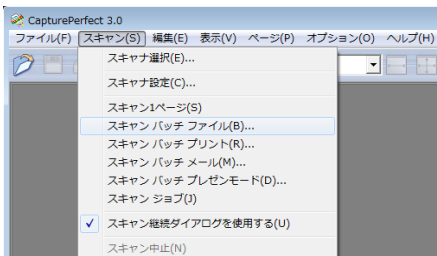 CapturePerfect 3.0
ファイル(F) スキャン(S) 編集(E) 表示(V) ページ(P) オプション(O) ヘルプ(H)
スキャナ選択(E)...
スキャナ設定(C)...
スキャン1ページ(S)
スキャン バッチ ファイル(B)...
スキャン バッチ プリント(R)...
スキャン バッチ メール(M)...
スキャン バッチ プレゼンモード(D)...
スキャン ジョブ(J)
スキャン継続ダイアログを使用する(U)
スキャン中止(N)